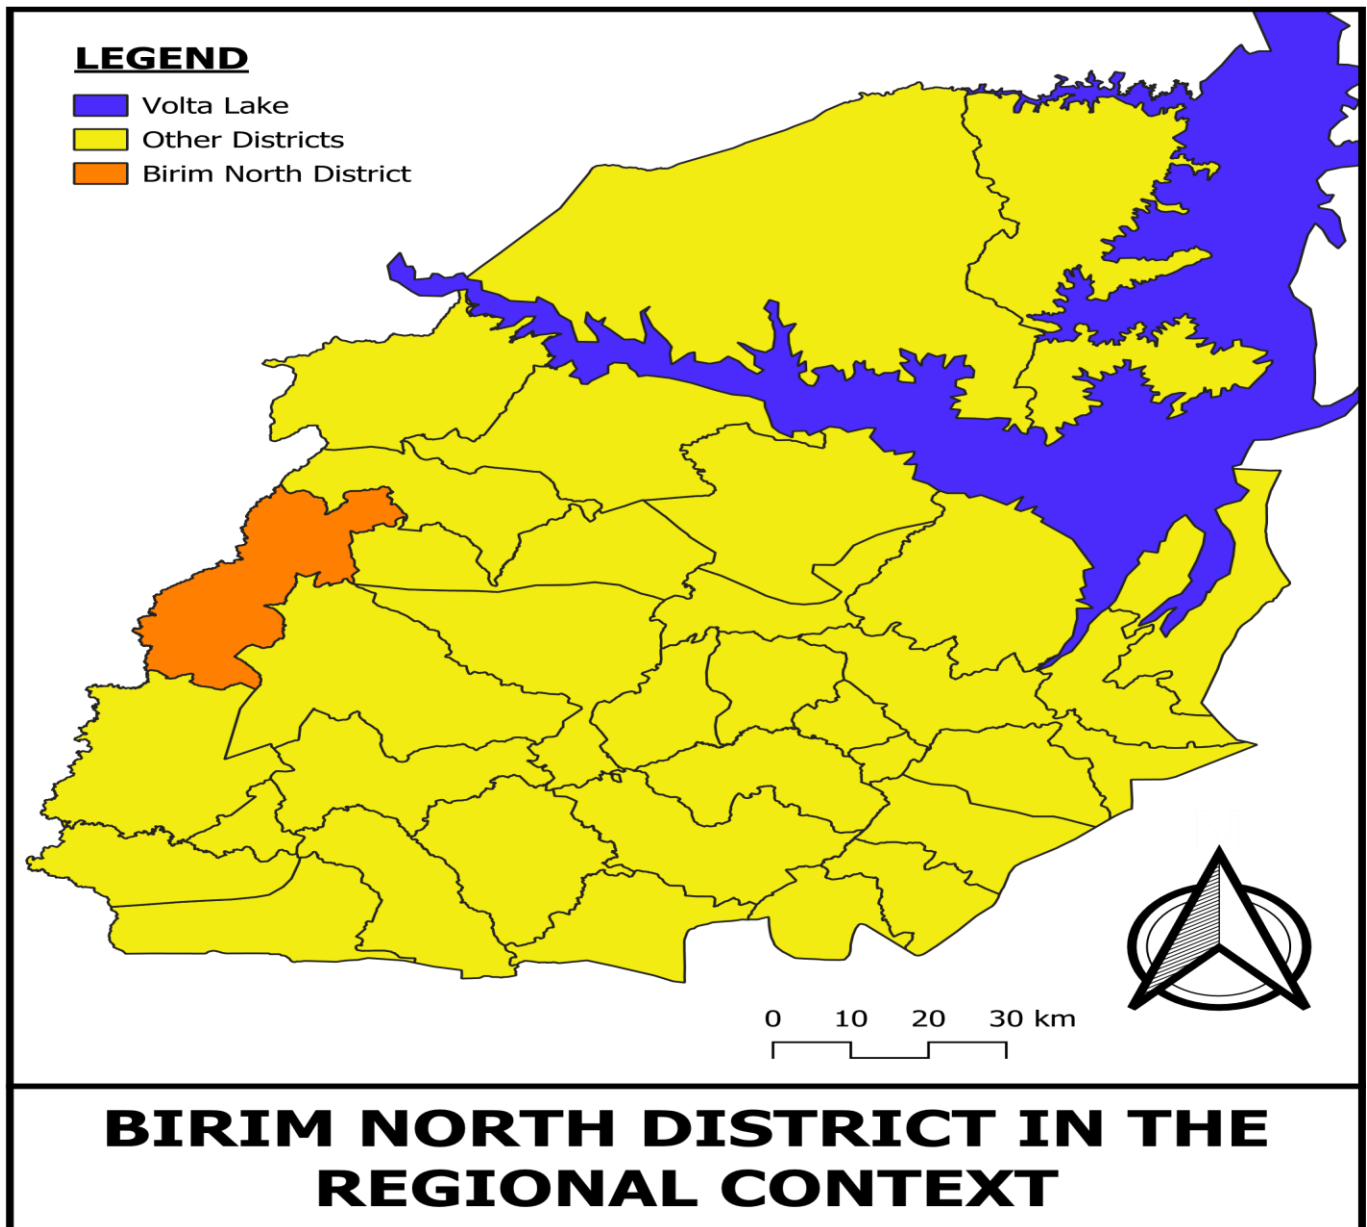 LEGEND
Volta Lake
Other Districts
Birim North District
0 10 20 30 km
BIRIM NORTH DISTRICT IN THE
REGIONAL CONTEXT